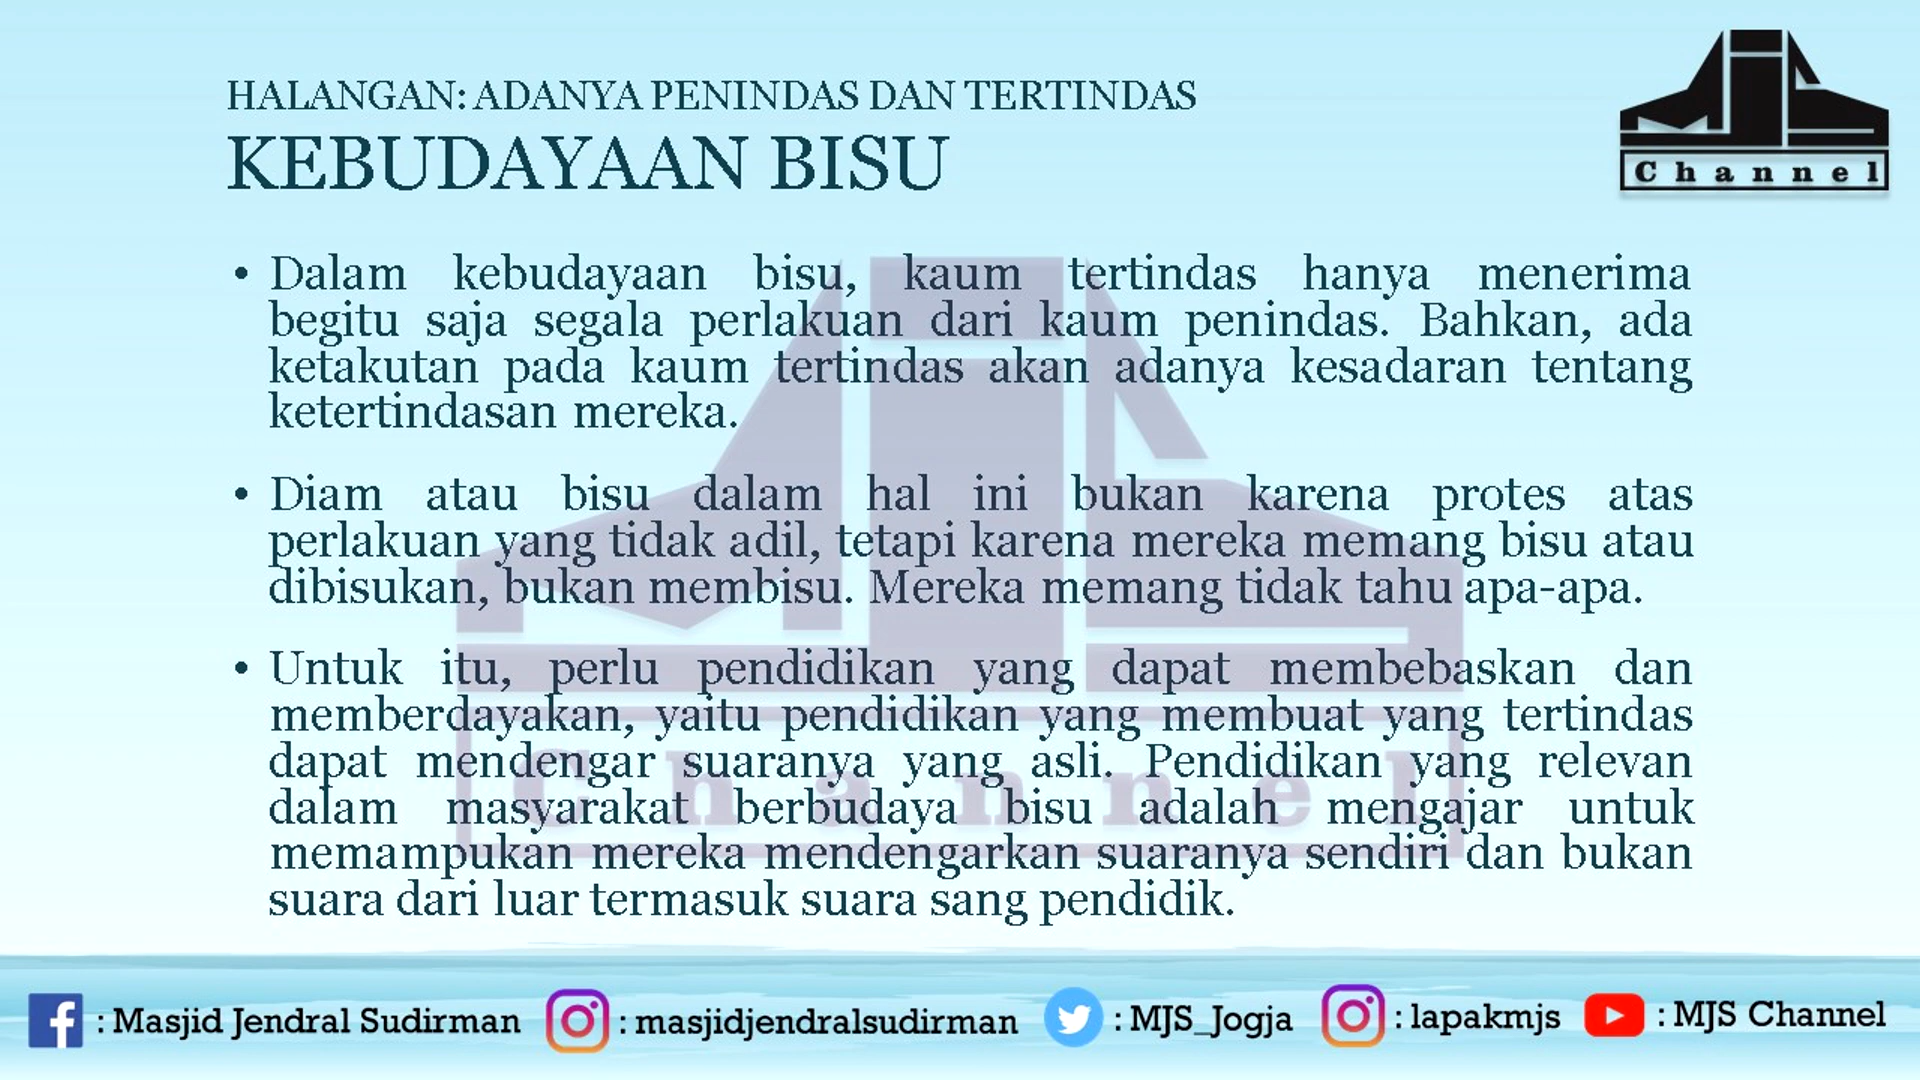 HALANGAN: ADANYA PENINDAS DAN TERTINDAS
KEBUDAYAAN BISU
MJS
Channel
• Dalam kebudayaan bisu, kaum tertindas hanya menerima
begitu saja segala perlakuan dari kaum penindas. Bahkan, ada
ketakutan pada kaum tertindas akan adanya kesadaran tentang
ketertindasan mereka.
• Diam atau bisu dalam hal ini bukan karena protes atas
perlakuan yang tidak adil, tetapi karena mereka memang bisu atau
dibisukan, bukan membisu. Mereka memang tidak tahu apa-apa.
• Untuk itu, perlu pendidikan yang dapat membebaskan dan
memberdayakan, yaitu pendidikan yang membuat yang tertindas
dapat mendengar suaranya yang asli. Pendidikan yang relevan
dalam masyarakat berbudaya bisu adalah mengajar untuk
memampukan mereka mendengarkan suaranya sendiri dan bukan
suara dari luar termasuk suara sang pendidik.
Channel
: Masjid Jendral Sudirman : masjidjendralsudirman : MJS_Jogja : lapakmjs : MJS Channel